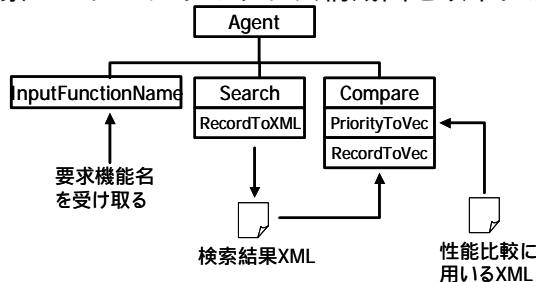 Agent
InputFunctionName
Search
Compare
RecordToXML
PriorityToVec
RecordToVec
要求機能名
を受け取る
検索結果XML
性能比較に
用いるXML